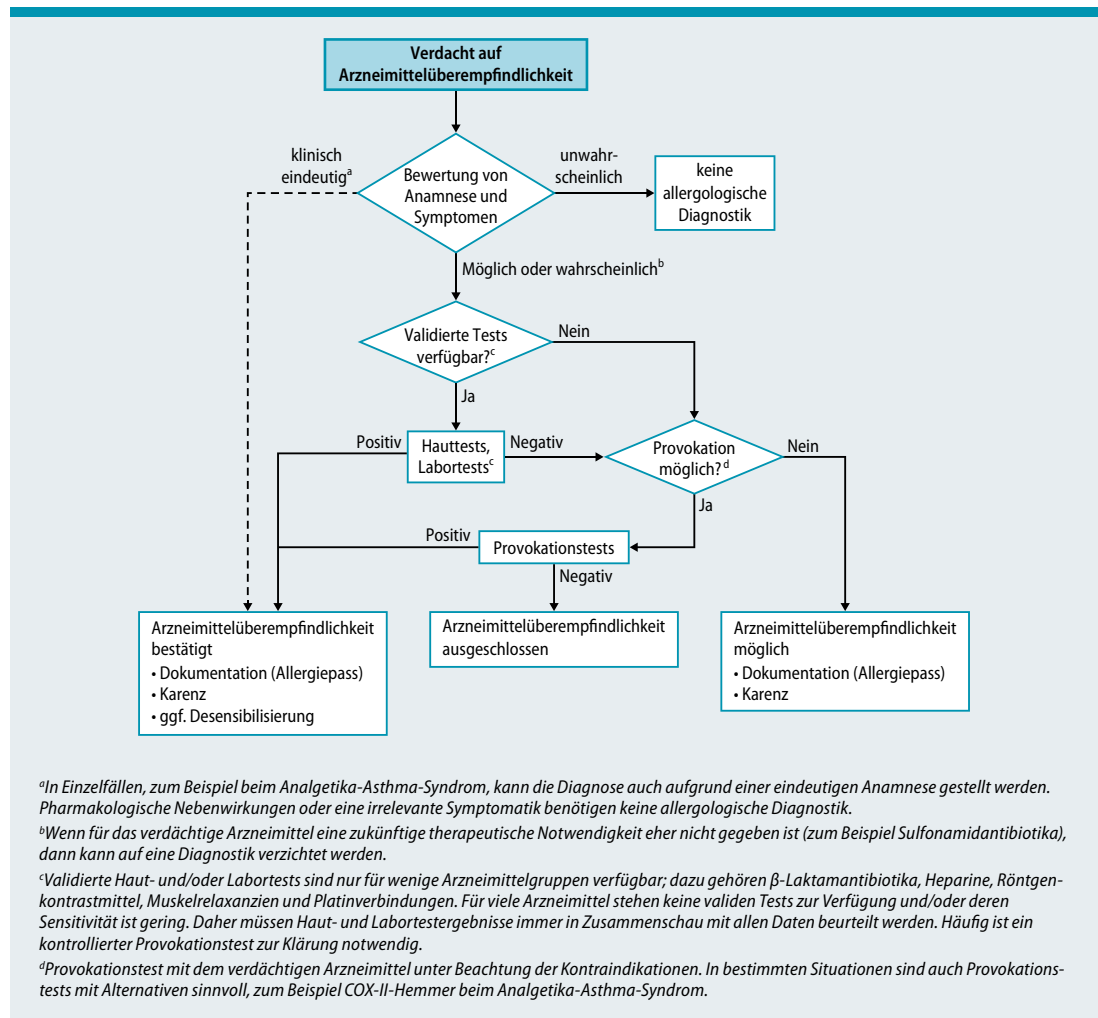 Verdacht auf
Arzneimittelüberempfindlichkeit
klinisch
eindeutigᵃ
Bewertung von
Anamnese und
Symptomen
unwahr-
scheinlich
keine
allergologische
Diagnostik
Möglich oder wahrscheinlichᵇ
Validierte Tests
verfügbar?ᶜ
Nein
Ja
Positiv
Hauttests,
Labortestsᶜ
Negativ
Provokation
möglich?ᵈ
Nein
Ja
Positiv
Provokationstests
Negativ
Arzneimittelüberempfindlichkeit
bestätigt
• Dokumentation (Allergiepass)
• Karenz
• ggf. Desensibilisierung
Arzneimittelüberempfindlichkeit
ausgeschlossen
Arzneimittelüberempfindlichkeit
möglich
• Dokumentation (Allergiepass)
• Karenz
ᵃIn Einzelfällen, zum Beispiel beim Analgetika-Asthma-Syndrom, kann die Diagnose auch aufgrund einer eindeutigen Anamnese gestellt werden.
Pharmakologische Nebenwirkungen oder eine irrelevante Symptomatik benötigen keine allergologische Diagnostik.
ᵇWenn für das verdächtige Arzneimittel eine zukünftige therapeutische Notwendigkeit eher nicht gegeben ist (zum Beispiel Sulfonamidantibiotika),
dann kann auf eine Diagnostik verzichtet werden.
ᶜValidierte Haut- und/oder Labortests sind nur für wenige Arzneimittelgruppen verfügbar; dazu gehören β-Laktamantibiotika, Heparine, Röntgen-
kontrastmittel, Muskelrelaxanzien und Platinverbindungen. Für viele Arzneimittel stehen keine validen Tests zur Verfügung und/oder deren
Sensitivität ist gering. Daher müssen Haut- und Labortestergebnisse immer in Zusammenschau mit allen Daten beurteilt werden. Häufig ist ein
kontrollierter Provokationstest zur Klärung notwendig.
ᵈProvokationstest mit dem verdächtigen Arzneimittel unter Beachtung der Kontraindikationen. In bestimmten Situationen sind auch Provokations-
tests mit Alternativen sinnvoll, zum Beispiel COX-II-Hemmer beim Analgetika-Asthma-Syndrom.